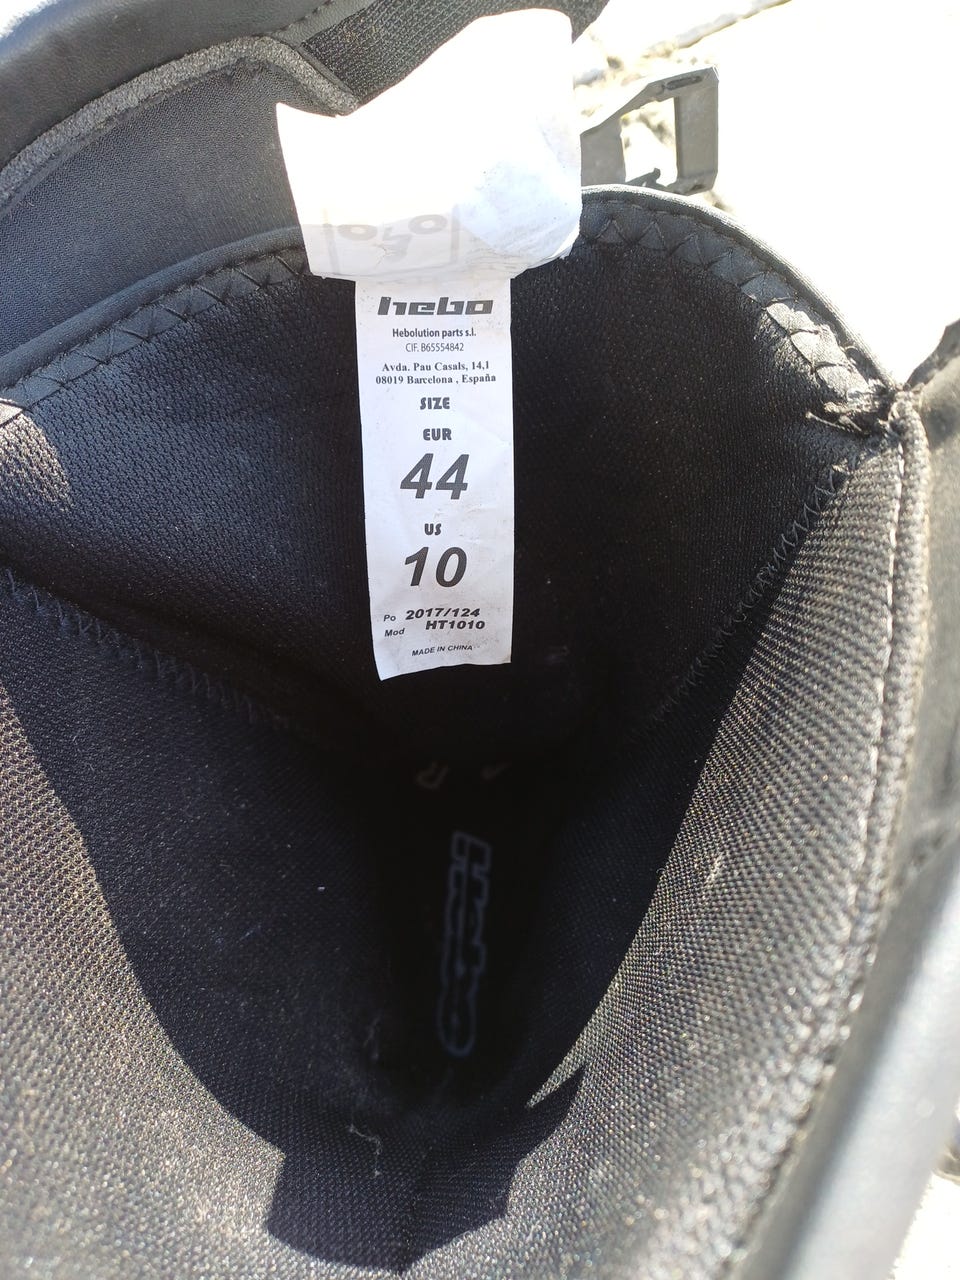 hebo
Hebolution parts s.l.
CIF. B65554842
Avda. Pau Casals, 14,1
08019 Barcelona , España
SIZE
EUR
44
US
10
Po 2017/124
Mod HT1010
MADE IN CHINA
R
hebo